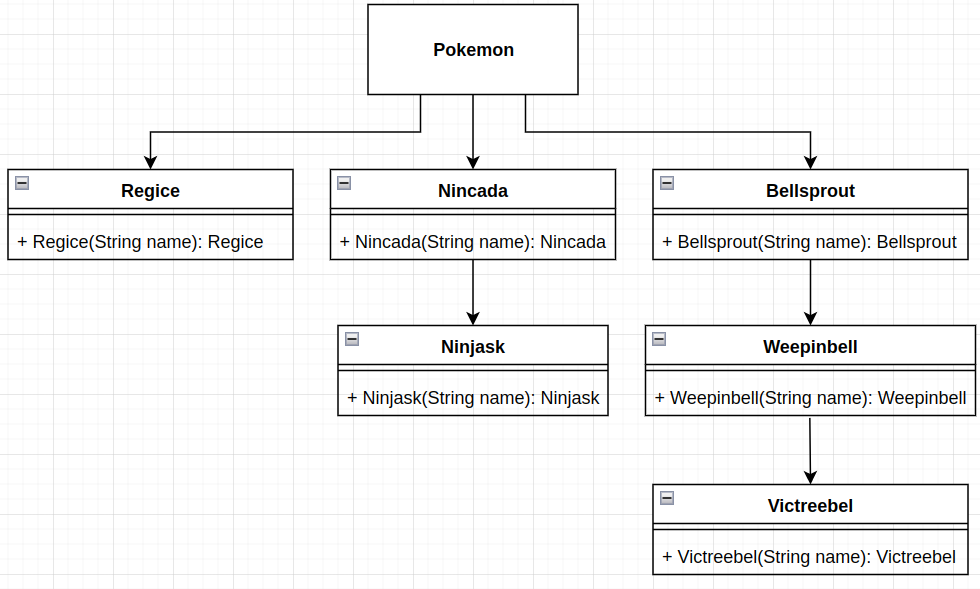 Pokemon
Regice
+ Regice(String name): Regice
Nincada
+ Nincada(String name): Nincada
Bellsprout
+ Bellsprout(String name): Bellsprout
Ninjask
+ Ninjask(String name): Ninjask
Weepinbell
+ Weepinbell(String name): Weepinbell
Victreebel
+ Victreebel(String name): Victreebel